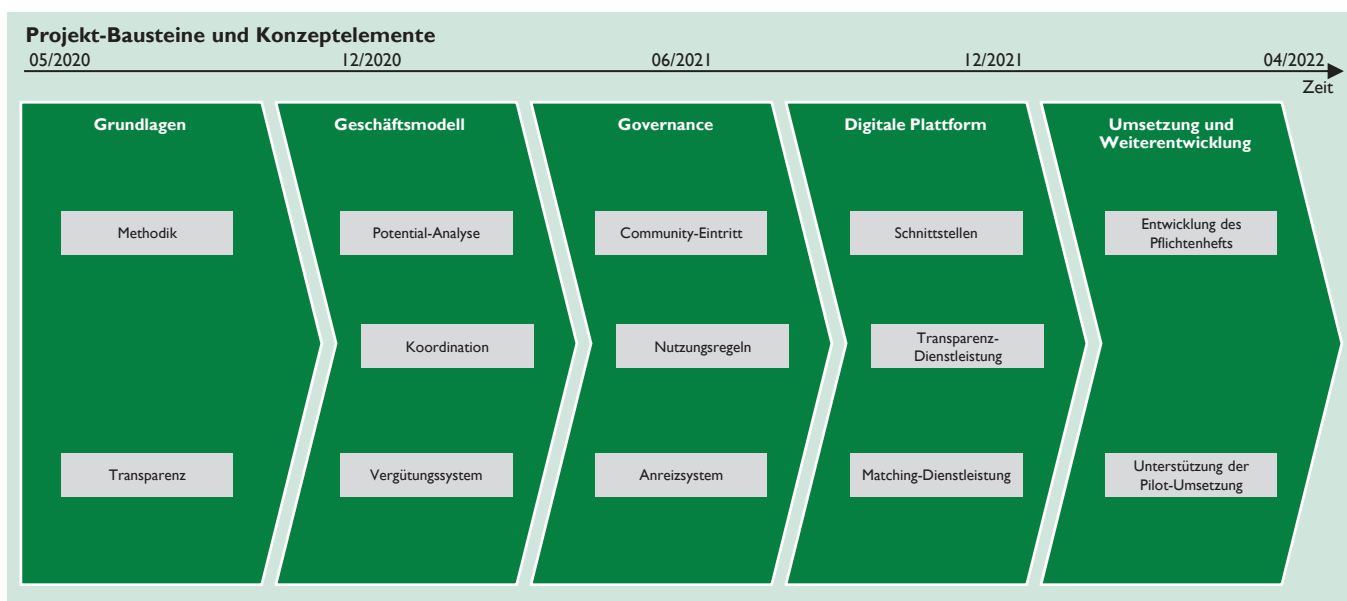 Projekt-Bausteine und Konzeptelemente
05/2020
12/2020
06/2021
12/2021
04/2022
Zeit
Grundlagen
Methodik
Transparenz
Geschäftsmodell
Potential-Analyse
Koordination
Vergütungssystem
Governance
Community-Eintritt
Nutzungsregeln
Anreizsystem
Digitale Plattform
Schnittstellen
Transparenz-
Dienstleistung
Matching-Dienstleistung
Umsetzung und
Weiterentwicklung
Entwicklung des
Pflichtenhefts
Unterstützung der
Pilot-Umsetzung